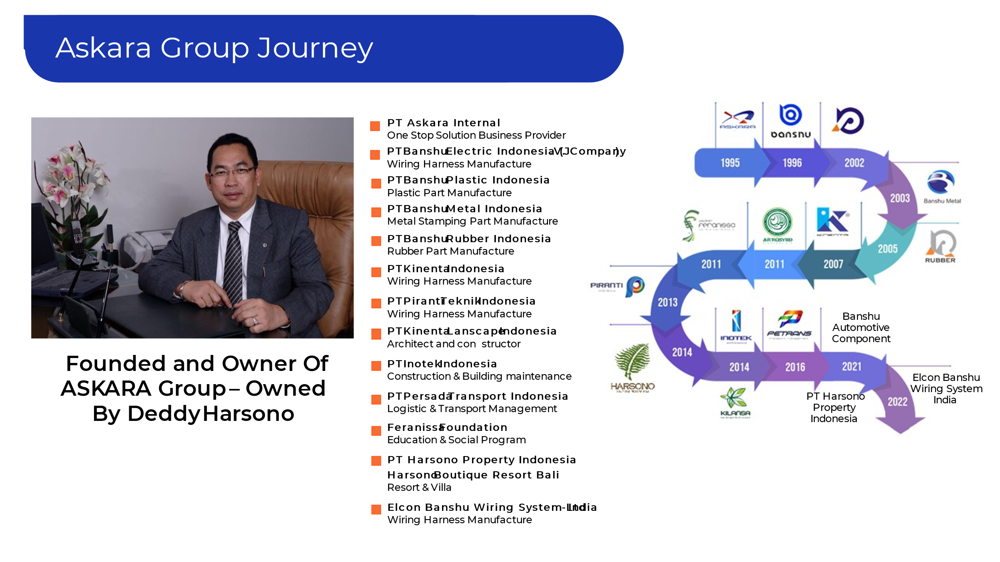 Askara Group Journey
Founded and Owner Of
ASKARA Group – Owned
By Deddy Harsono
PT Askara Internal
One Stop Solution Business Provider
PT Banshu Electric Indonesia (JV. Company)
Wiring Harness Manufacture
PT Banshu Plastic Indonesia
Plastic Part Manufacture
PT Banshu Metal Indonesia
Metal Stamping Part Manufacture
PT Banshu Rubber Indonesia
Rubber Part Manufacture
PT Kinenta Indonesia
Wiring Harness Manufacture
PT Piranti Teknik Indonesia
Wiring Harness Manufacture
PT Kinenta Lanscape Indonesia
Architect and con structor
PT Inotek Indonesia
Construction & Building maintenance
PT Persada Transport Indonesia
Logistic & Transport Management
Feranissa Foundation
Education & Social Program
PT Harsono Property Indonesia
Harsono Boutique Resort Bali
Resort & Villa
Elcon Banshu Wiring System Ltd - India
Wiring Harness Manufacture
ASKARA
banshu
1995
1996
2002
2003
Banshu Metal
feranissa
AR'ROSYIID
KINENTA
2005
RUBBER
2011
2011
2007
PIRANTI
2013
INOTEK
PETRANS
Banshu
Automotive
Component
2014
HARSONO
2014
2016
2021
Elcon Banshu
Wiring System
India
KILANSA
PT Harsono
Property
Indonesia
2022